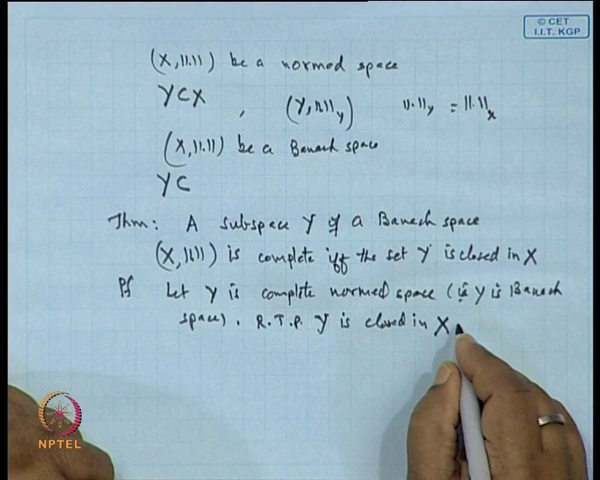 © CET
I.I.T. KGP
(X, ||.||) be a normed space
Y⊂X , (Y, ||.||_Y) ||.||_Y = ||.||_X
(X, ||.||) be a Banach space
Y⊂
Thm: A subspace Y of a Banach space
(X, ||.||) is complete iff the set Y is closed in X
Pf Let Y is complete normed space (ie Y is Banach
space). R.T.P. Y is closed in X
NPTEL